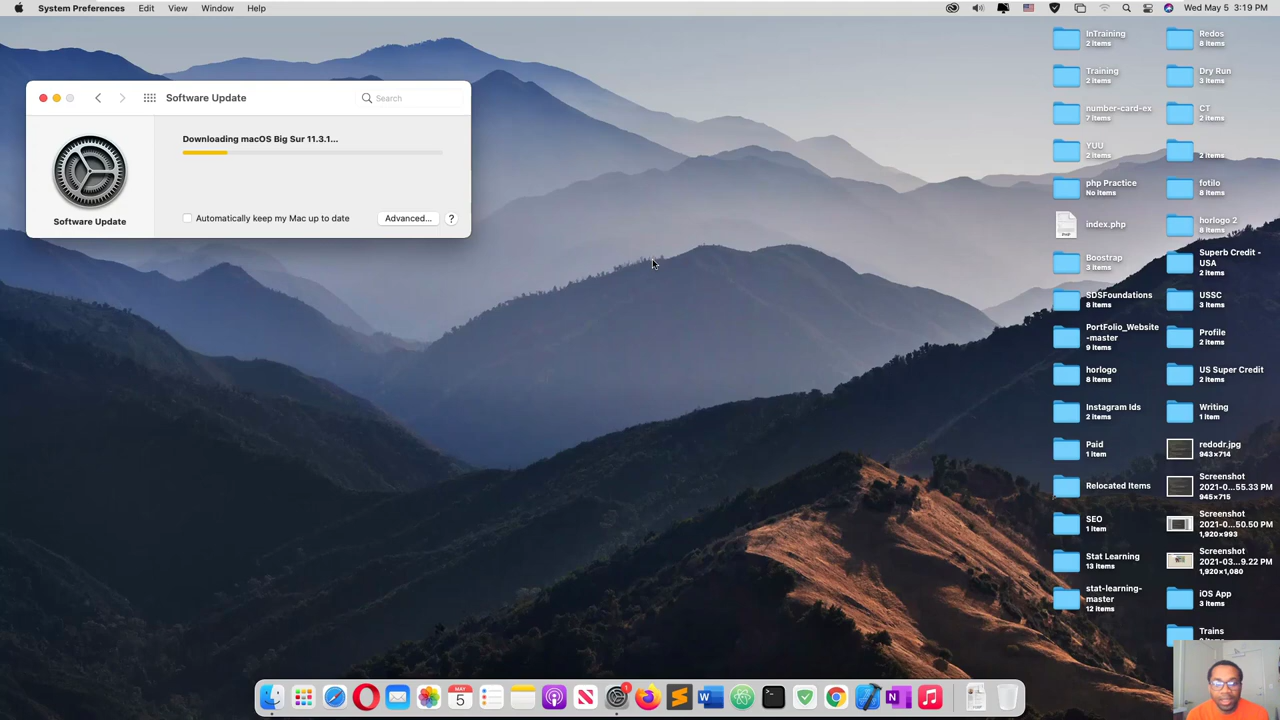 System Preferences Edit View Window Help Wed May 5 3:19 PM
Software Update Search
Downloading macOS Big Sur 11.3.1...
Software Update
Automatically keep my Mac up to date Advanced... ?
InTraining
2 items
Training
2 items
number-card-ex
7 items
YUU
2 items
php Practice
No items
PHP
index.php
Boostrap
3 items
SDSFoundations
8 items
PortFolio_Website
-master
9 items
horlogo
8 items
Instagram Ids
2 items
Paid
1 item
Relocated Items
SEO
1 item
Stat Learning
13 items
stat-learning-
master
12 items
Redos
8 items
Dry Run
3 items
CT
2 items
2 items
fotilo
8 items
horlogo 2
8 items
Superb Credit -
USA
2 items
USSC
3 items
Profile
2 items
US Super Credit
2 items
Writing
1 item
redodr.jpg
943×714
Screenshot
2021-0...55.33 PM
945×715
Screenshot
2021-0...50.50 PM
1,920×993
Screenshot
2021-03...9.22 PM
1,920×1,080
iOS App
3 items
Trains
MAY
5
1